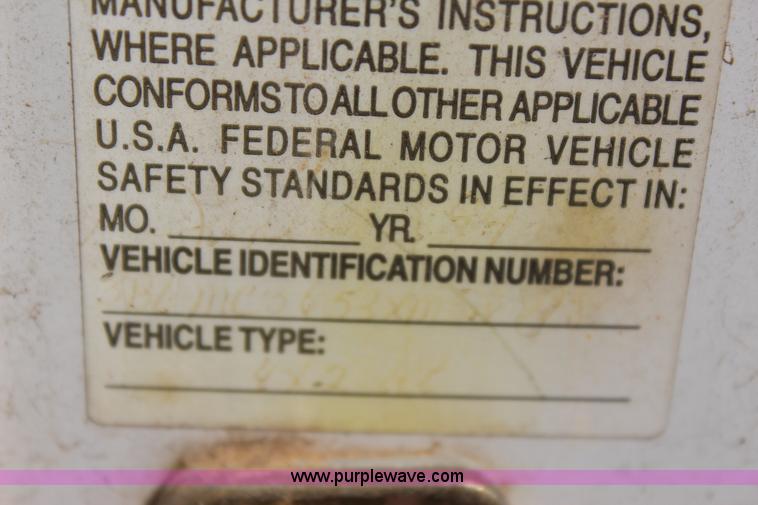 MANUFACTURER'S INSTRUCTIONS,
WHERE APPLICABLE. THIS VEHICLE
CONFORMS TO ALL OTHER APPLICABLE
U.S.A. FEDERAL MOTOR VEHICLE
SAFETY STANDARDS IN EFFECT IN:
MO. YR.
VEHICLE IDENTIFICATION NUMBER:
VEHICLE TYPE:
www.purplewave.com